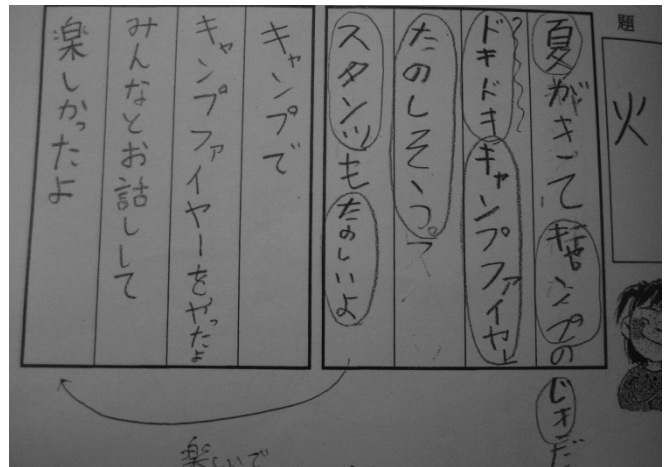 題
火
夏がきて キャンプの じきだ
ドキドキキャンプファイヤー
たのしそう。
スタンツもたのしいよ
キャンプで
キャンプファイヤーをやったよ
みんなとお話しして
楽しかったよ
楽しいで